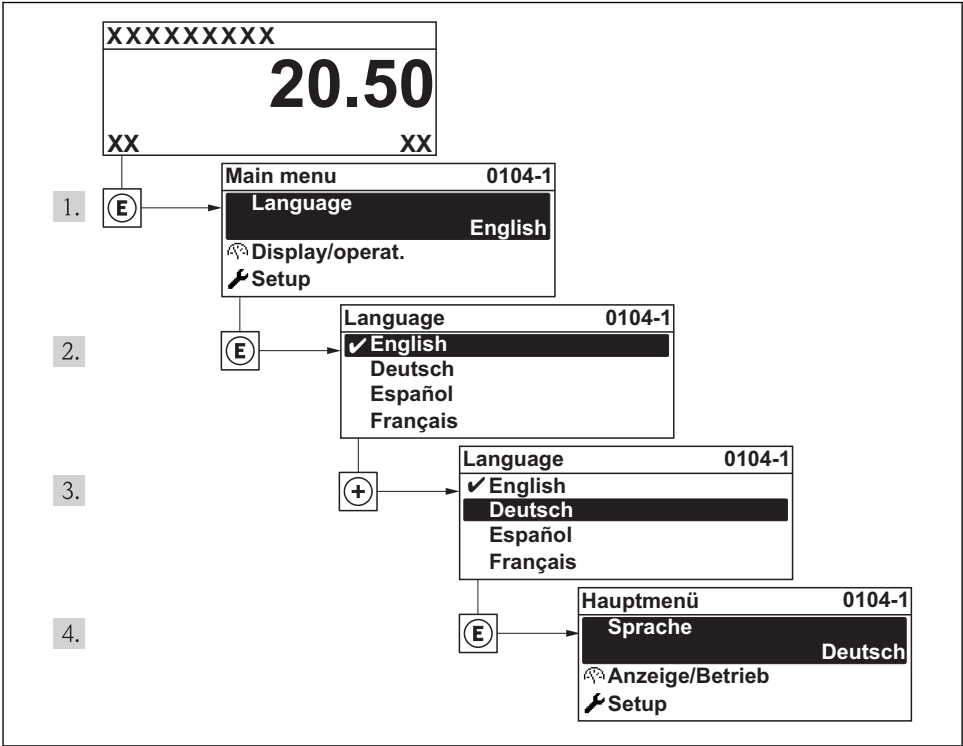 XXXXXXXXX
20.50
XX XX
Main menu 0104-1
1. E Language
English
Display/operat.
Setup
Language 0104-1
2. E ✔ English
Deutsch
Español
Français
Language 0104-1
3. + ✔ English
Deutsch
Español
Français
Hauptmenü 0104-1
4. E Sprache
Deutsch
Anzeige/Betrieb
Setup